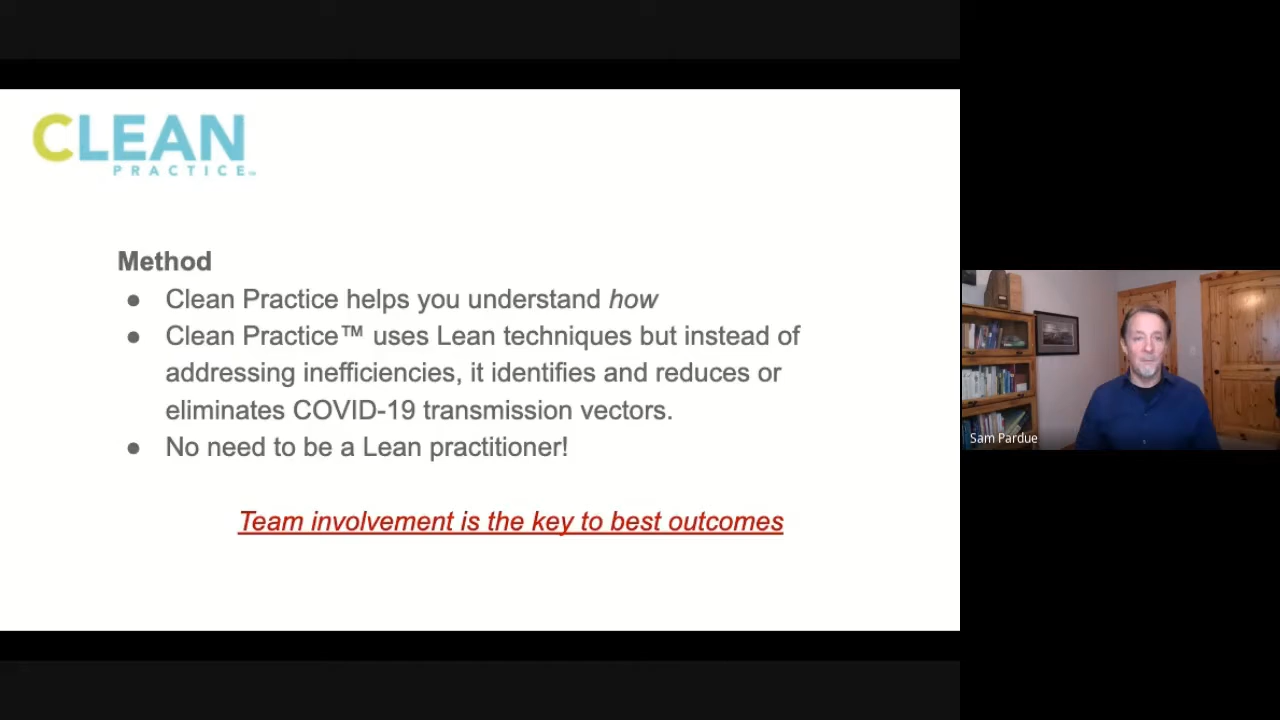 CLEAN
PRACTICE™
Method
● Clean Practice helps you understand how
● Clean Practice™ uses Lean techniques but instead of
addressing inefficiencies, it identifies and reduces or
eliminates COVID-19 transmission vectors.
● No need to be a Lean practitioner!
Team involvement is the key to best outcomes
Sam Pardue